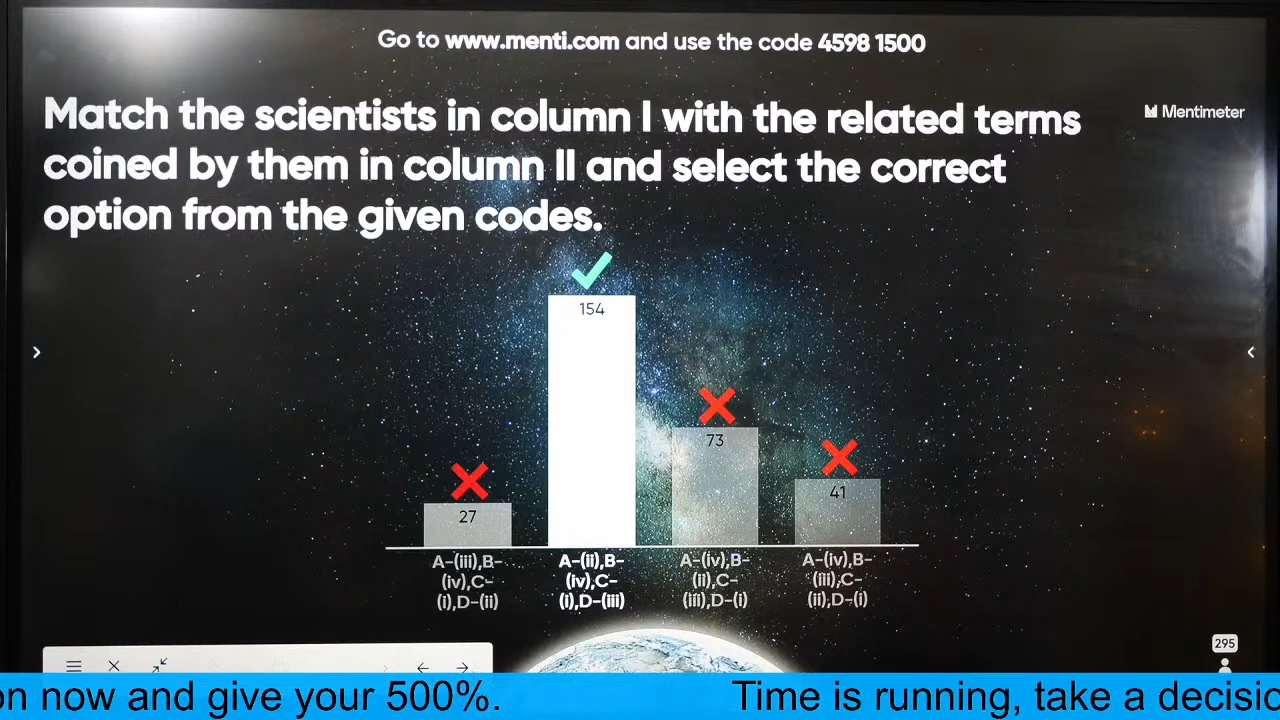 Go to www.menti.com and use the code 4598 1500
Match the scientists in column I with the related terms
coined by them in column II and select the correct
option from the given codes.
Mentimeter
154
73
41
27
A-(iii),B-
(iv),C-
(i),D-(ii)
A-(ii),B-
(iv),C-
(i),D-(iii)
A-(iv),B-
(ii),C-
(iii),D-(i)
A-(iv),B-
(iii),C-
(ii),D-(i)
295
on now and give your 500%.
Time is running, take a decisio